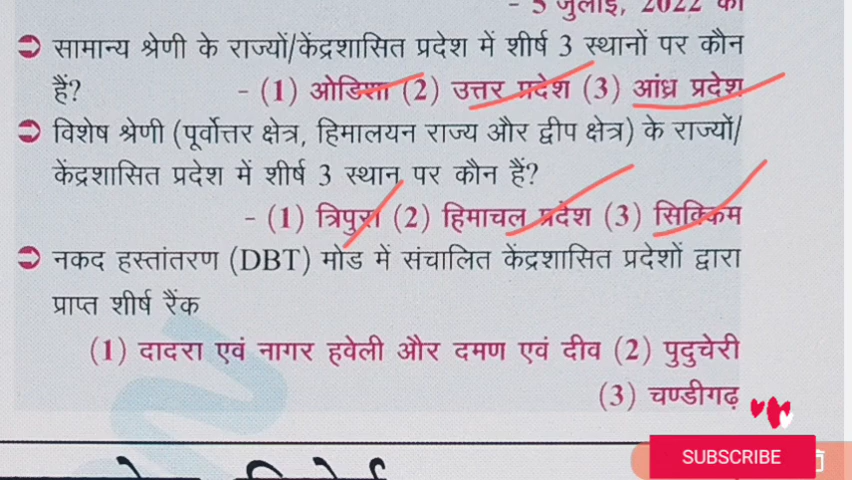 - 5 जुलाई, 2022 को
सामान्य श्रेणी के राज्यों/केंद्रशासित प्रदेश में शीर्ष 3 स्थानों पर कौन
हैं? - (1) ओडिसा (2) उत्तर प्रदेश (3) आंध्र प्रदेश
विशेष श्रेणी (पूर्वोत्तर क्षेत्र, हिमालयन राज्य और द्वीप क्षेत्र) के राज्यों/
केंद्रशासित प्रदेश में शीर्ष 3 स्थान पर कौन हैं?
- (1) त्रिपुरा (2) हिमाचल प्रदेश (3) सिक्किम
नकद हस्तांतरण (DBT) मोड में संचालित केंद्रशासित प्रदेशों द्वारा
प्राप्त शीर्ष रैंक
(1) दादरा एवं नागर हवेली और दमण एवं दीव (2) पुदुचेरी
(3) चण्डीगढ़
SUBSCRIBE